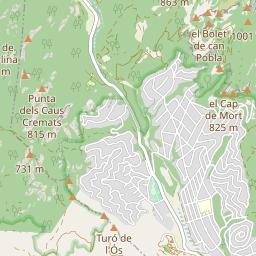 863 m
el Bolet
de can
Pobla
1001
de
lina
m
Punta
dels Caus
Cremats
815 m
el Cap
de Mort
825 m
731 m
Turó de
l'Ós